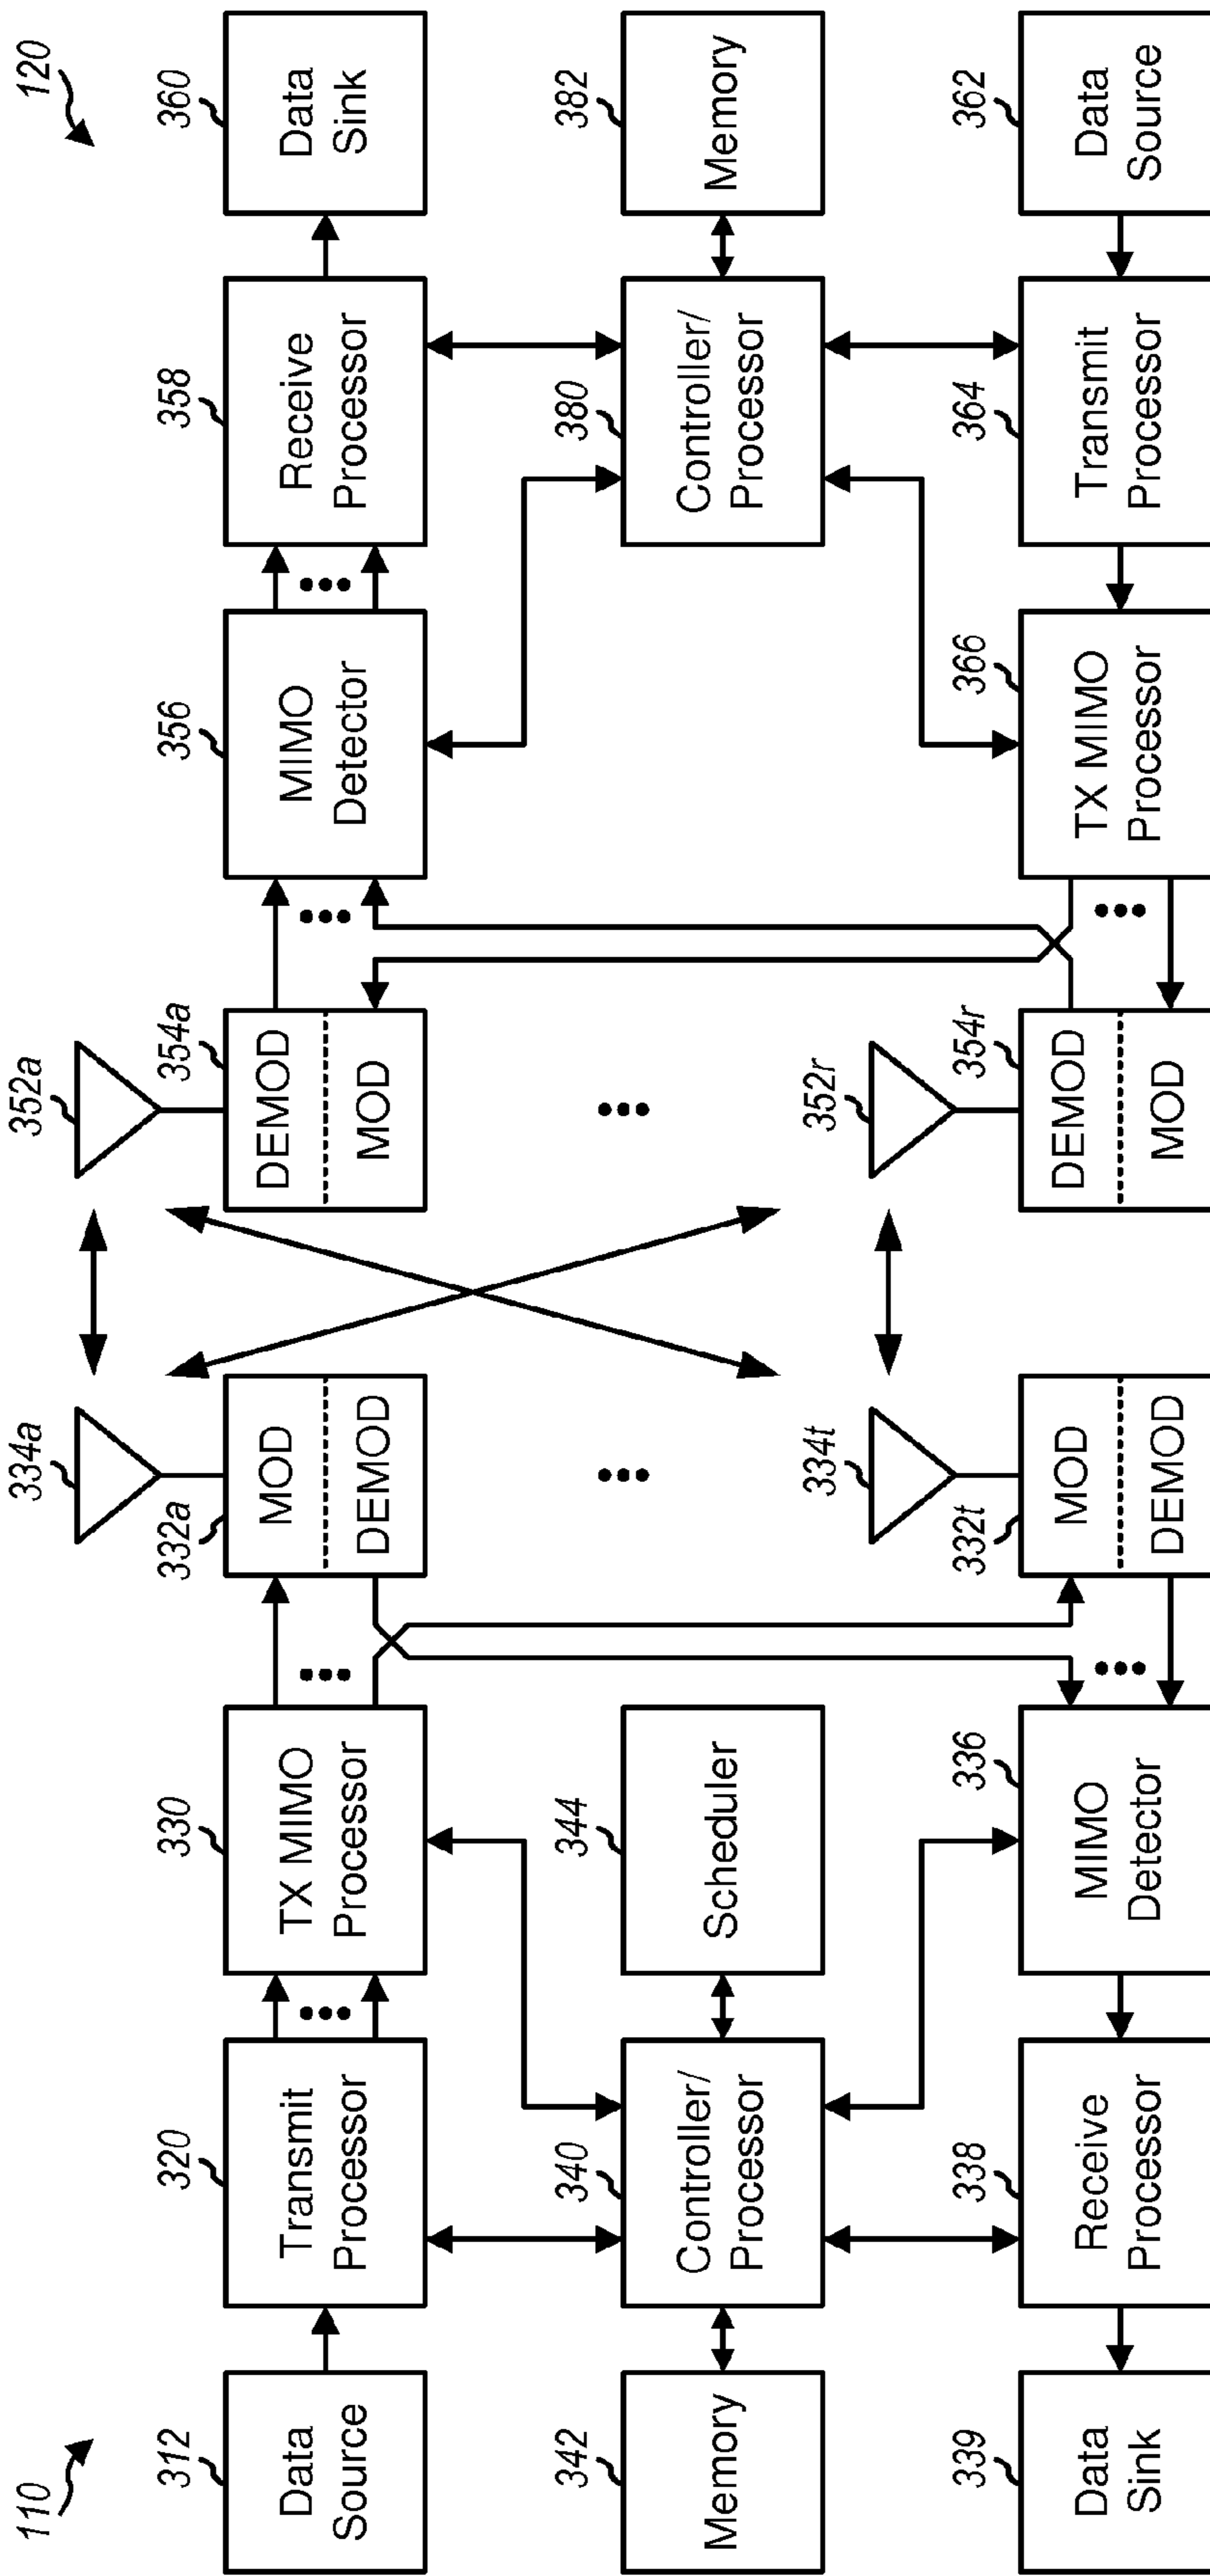 110
120
312
320
330
334a
332a
352a
354a
356
358
360
Data
Source
Transmit
Processor
TX MIMO
Processor
MOD
DEMOD
DEMOD
MOD
MIMO
Detector
Receive
Processor
Data
Sink
342
340
344
380
382
Memory
Controller/
Processor
Scheduler
Controller/
Processor
Memory
339
338
336
334t
332t
352r
354r
366
364
362
Data
Sink
Receive
Processor
MIMO
Detector
MOD
DEMOD
DEMOD
MOD
TX MIMO
Processor
Transmit
Processor
Data
Source